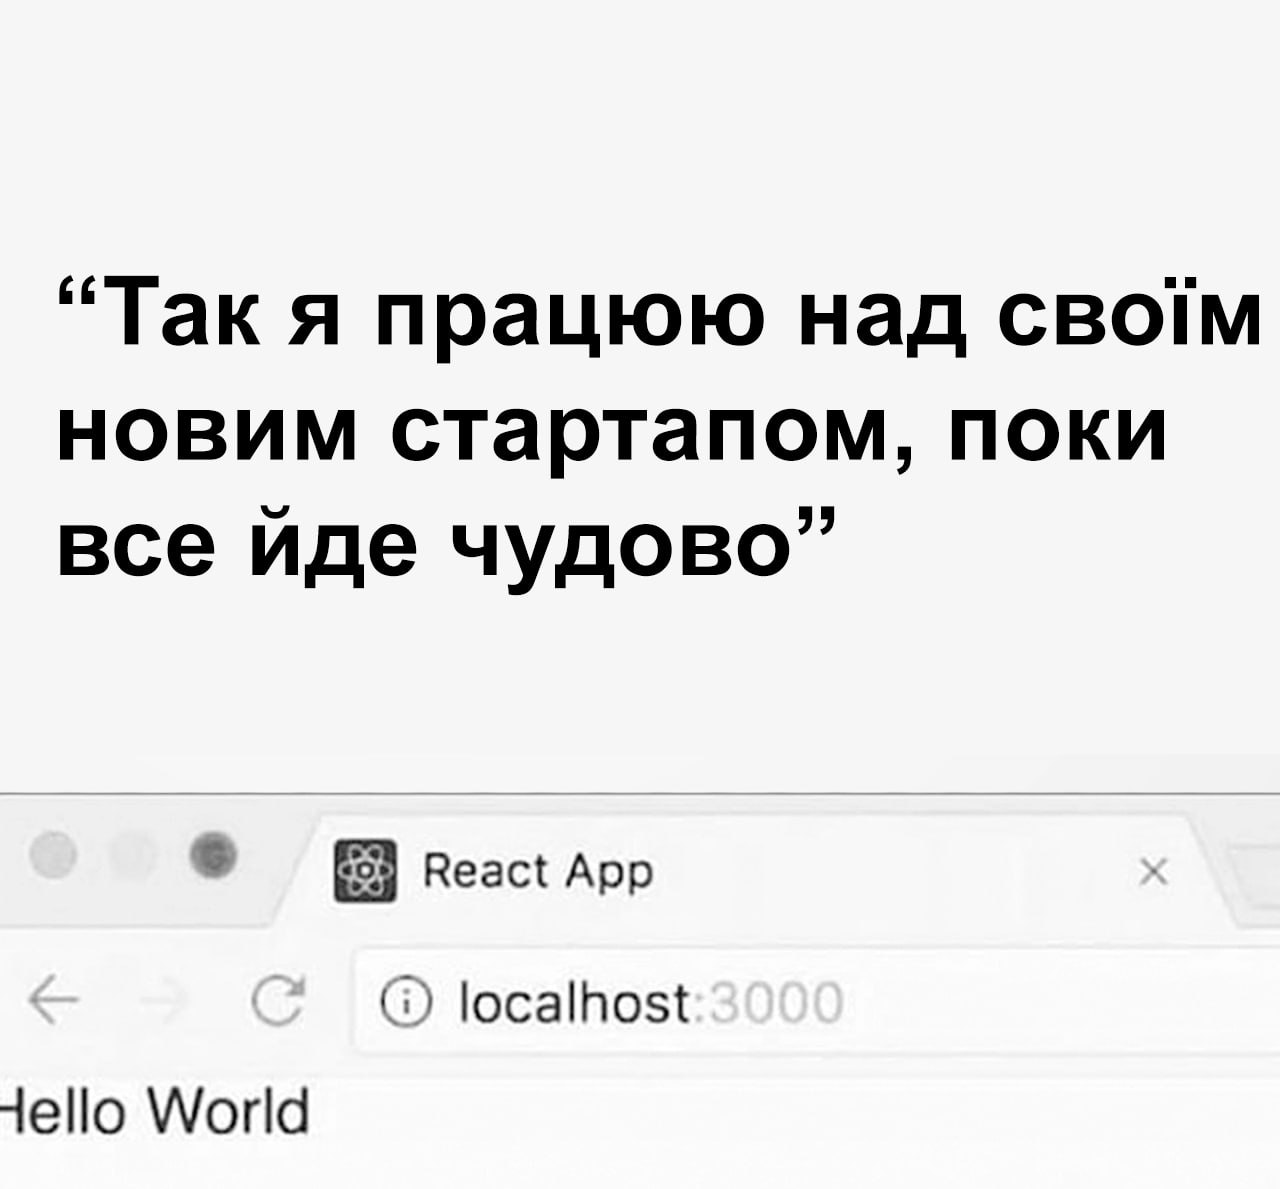 “Так я працюю над своїм
новим стартапом, поки
все йде чудово”
React App
localhost:3000
Hello World